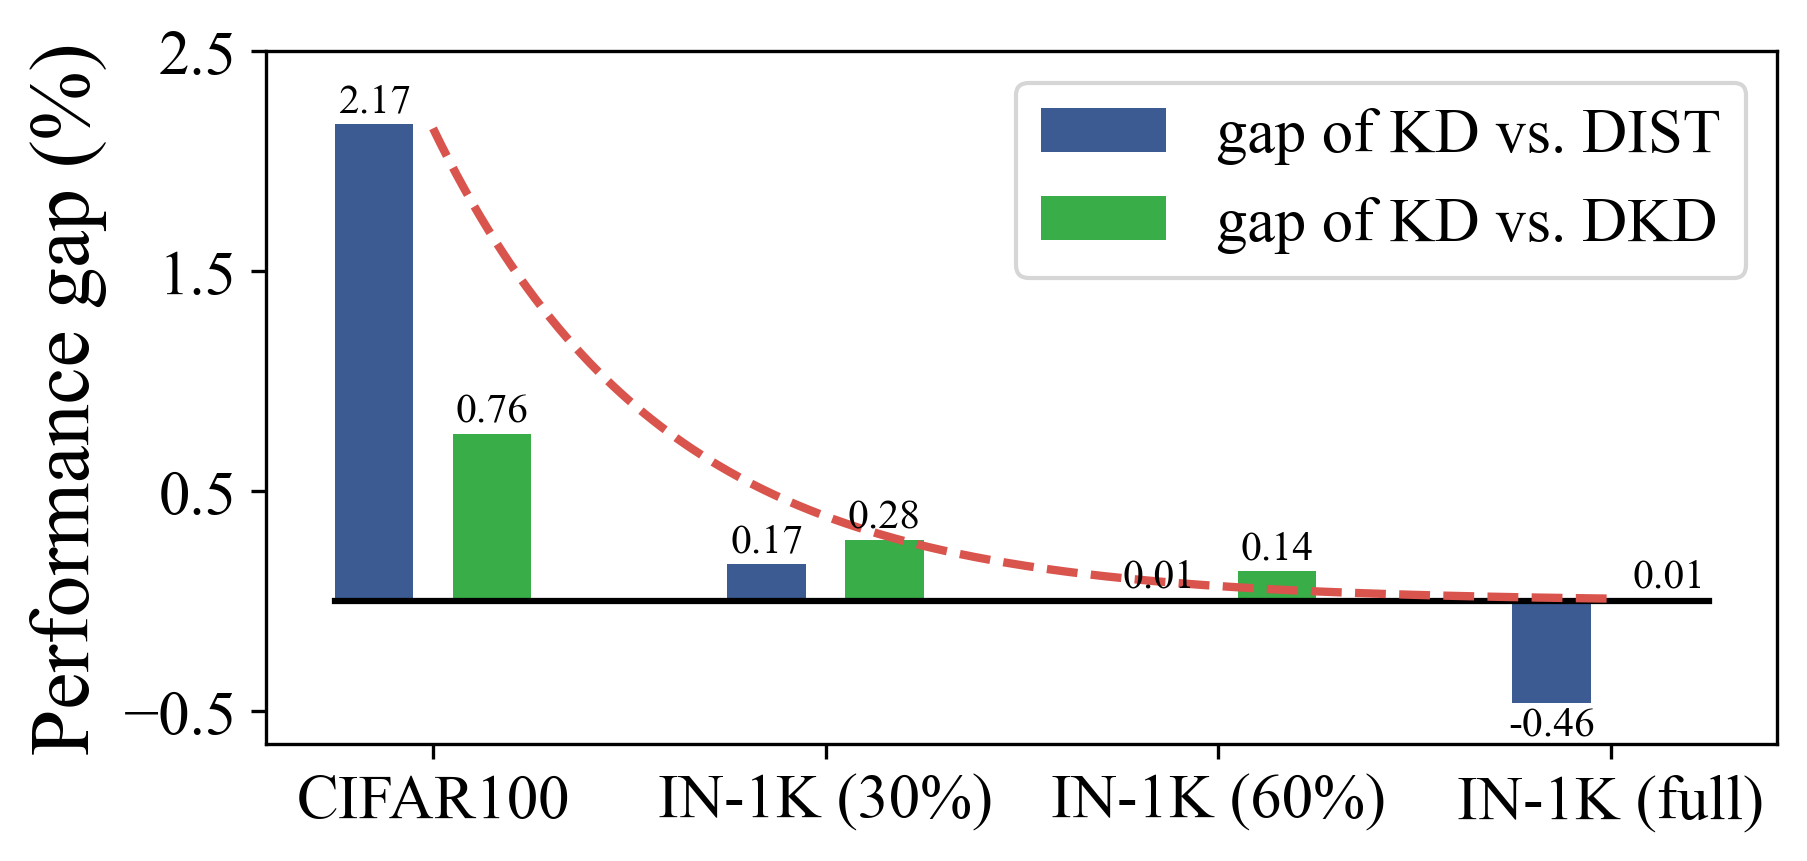 Performance gap (%)
2.5
1.5
0.5
−0.5
gap of KD vs. DIST
gap of KD vs. DKD
2.17
0.76
0.17
0.28
0.01
0.14
-0.46
0.01
CIFAR100
IN-1K (30%)
IN-1K (60%)
IN-1K (full)